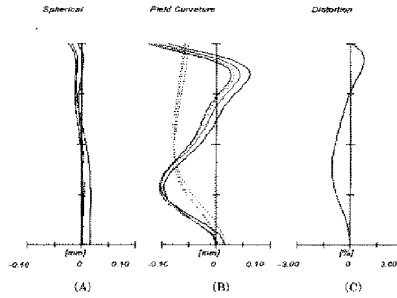 Spherical Field Curvature Distortion
-0.10 [mm] 0.10 -0.10 [mm] 0.10 -3.00 [%] 3.00
0 0 0
(A) (B) (C)